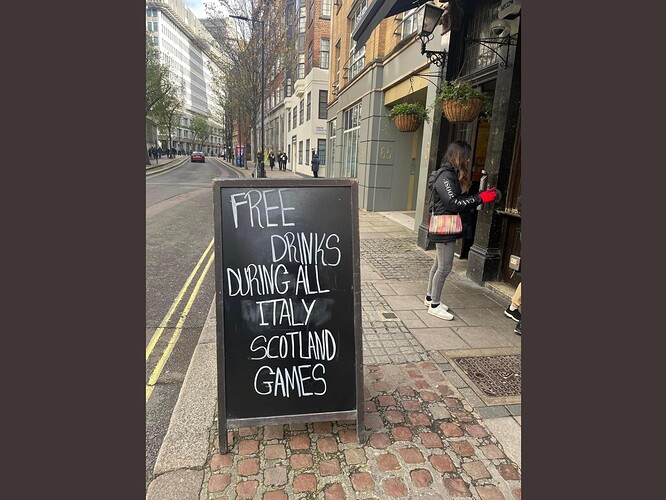 FREE
DRINKS
DURING ALL
ITALY
SCOTLAND
GAMES